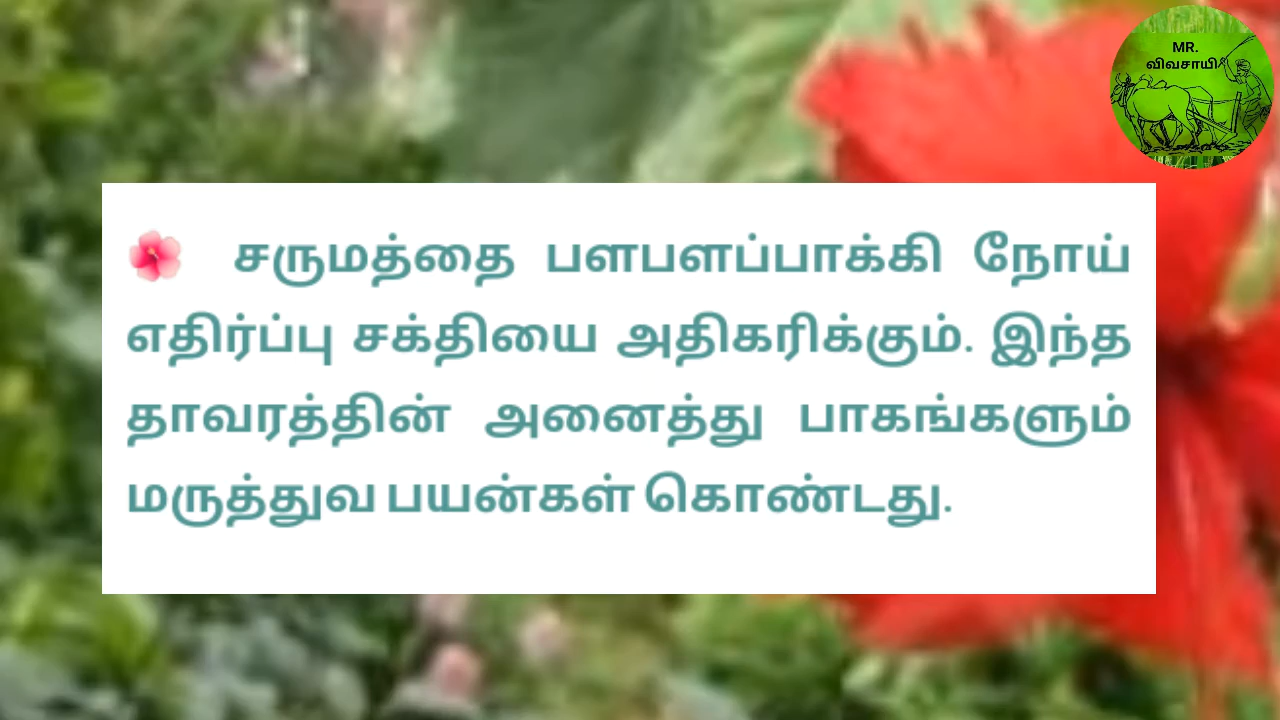 MR.
விவசாயி
🌺 சருமத்தை பளபளப்பாக்கி நோய்
எதிர்ப்பு சக்தியை அதிகரிக்கும். இந்த
தாவரத்தின் அனைத்து பாகங்களும்
மருத்துவ பயன்கள் கொண்டது.